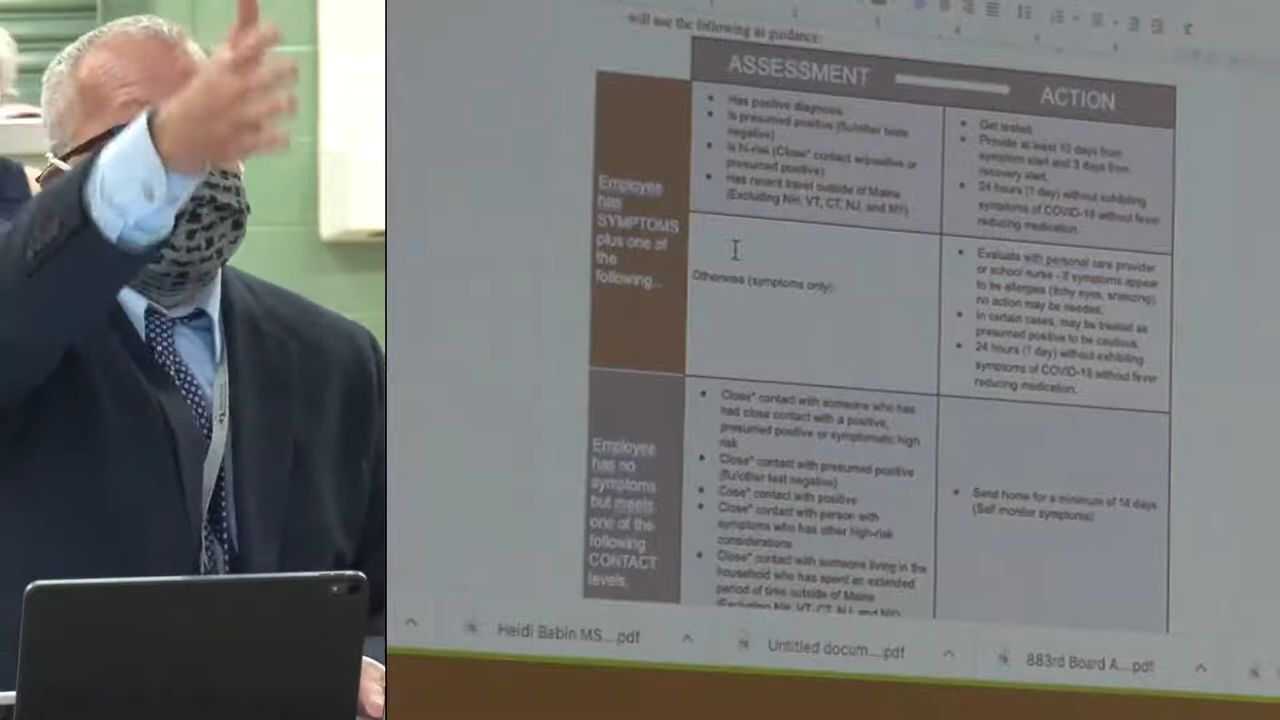 will use the following as guidance:
ASSESSMENT
ACTION
Employee
has
SYMPTOMS
plus one of
the
following...
Has positive diagnosis.
Is presumed positive (flu/other tests
negative)
Is hi-risk (Close* contact w/positive or
presumed positive)
Has recent travel outside of Maine
(Excluding NH, VT, CT, NJ, and NY)
Get tested.
Provide at least 10 days from
symptom start and 3 days from
recovery start.
24 hours (1 day) without exhibiting
symptoms of COVID-19 without fever
reducing medication.
Otherwise (symptoms only):
Evaluate with personal care provider
or school nurse - if symptoms appear
to be allergies (itchy eyes, sneezing)
no action may be needed.
In certain cases, may be treated as
presumed positive to be cautious.
24 hours (1 day) without exhibiting
symptoms of COVID-19 without fever
reducing medication.
Employee
has no
symptoms
but meets
one of the
following
CONTACT
levels.
Close* contact with someone who has
had close contact with a positive,
presumed positive or symptomatic high
risk
Close* contact with presumed positive
(flu/other test negative)
Cose* contact with positive
Close* contact with person with
symptoms who has other high-risk
considerations
Close* contact with someone living in the
household who has spent an extended
period of time outside of Maine
(Excluding NH, VT, CT, NJ, and NY)
Send home for a minimum of 14 days
(Self monitor symptoms)
Heidi Babin MS....pdf
Untitled docum....pdf
883rd Board A....pdf